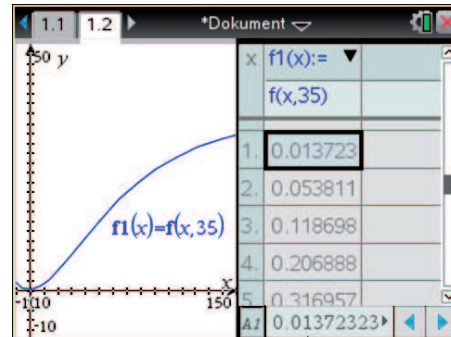 1.1 1.2 *Dokument
50 y
f1(x)=f(x,35)
x
-10 10 150
-10
x f1(x):= ▼
f(x,35)
1. 0.013723
2. 0.053811
3. 0.118698
4. 0.206888
5. 0.316957
A1 0.01372323▸